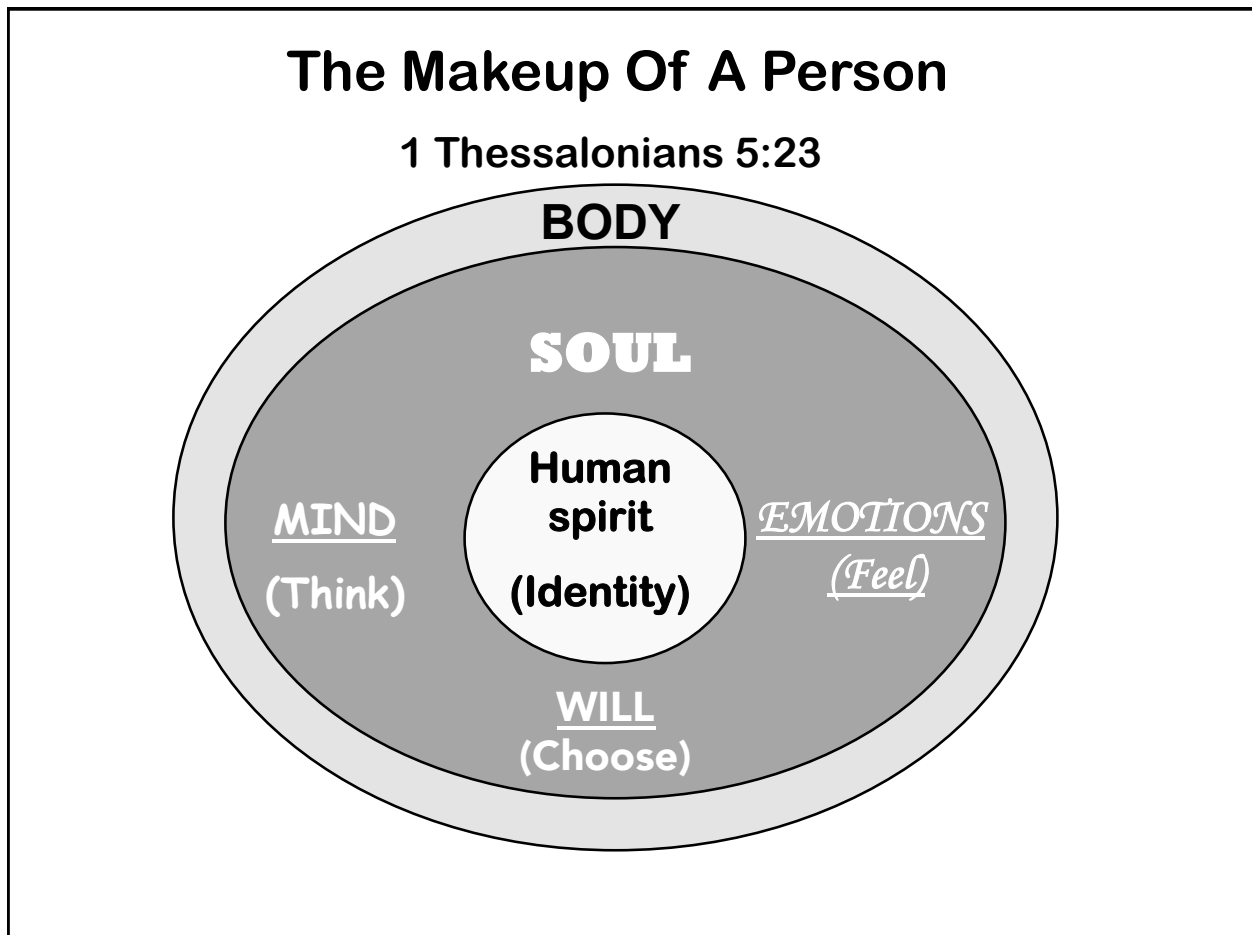 The Makeup Of A Person
1 Thessalonians 5:23
BODY
SOUL
Human
spirit
(Identity)
MIND
(Think)
EMOTIONS
(Feel)
WILL
(Choose)